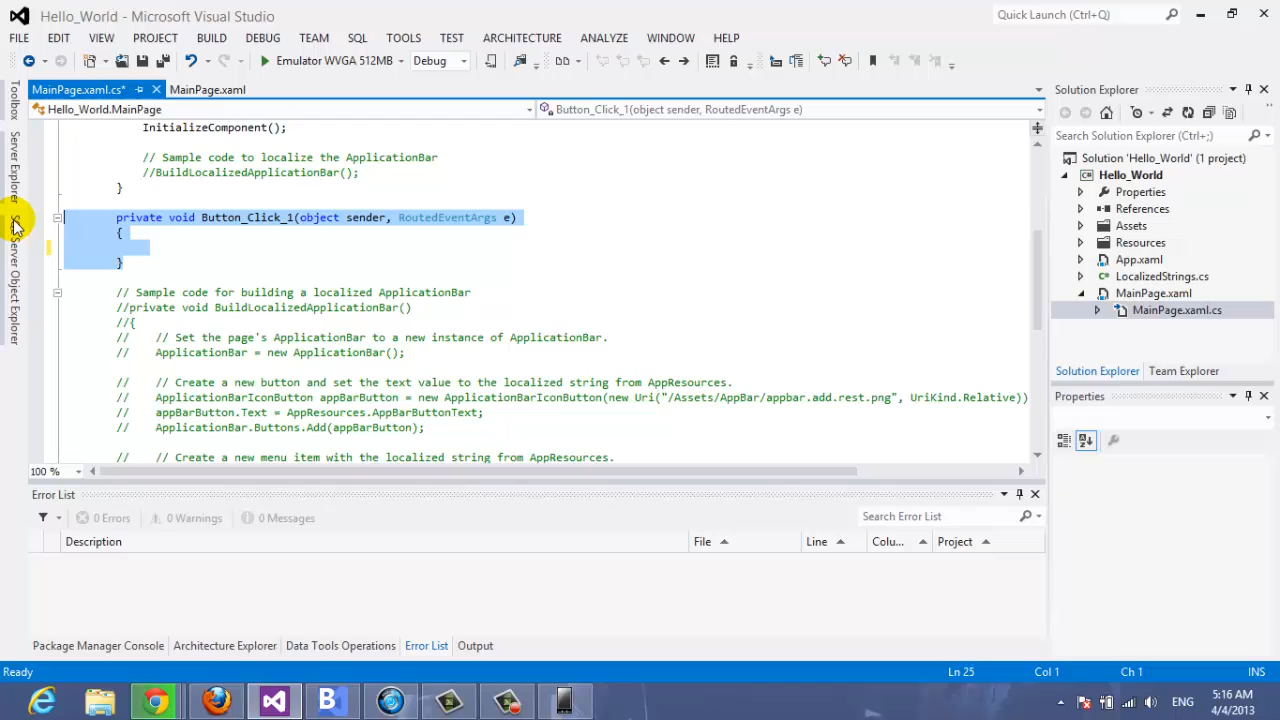 Hello_World - Microsoft Visual Studio
Quick Launch (Ctrl+Q)
FILE EDIT VIEW PROJECT BUILD DEBUG TEAM SQL TOOLS TEST ARCHITECTURE ANALYZE WINDOW HELP
Emulator WVGA 512MB Debug
MainPage.xaml.cs* MainPage.xaml
Hello_World.MainPage
Button_Click_1(object sender, RoutedEventArgs e)
Toolbox
Server Explorer
Server Object Explorer
InitializeComponent();
// Sample code to localize the ApplicationBar
//BuildLocalizedApplicationBar();
}
private void Button_Click_1(object sender, RoutedEventArgs e)
{
}
// Sample code for building a localized ApplicationBar
//private void BuildLocalizedApplicationBar()
//{
// // Set the page's ApplicationBar to a new instance of ApplicationBar.
// ApplicationBar = new ApplicationBar();
// // Create a new button and set the text value to the localized string from AppResources.
// ApplicationBarIconButton appBarButton = new ApplicationBarIconButton(new Uri("/Assets/AppBar/appbar.add.rest.png", UriKind.Relative))
// appBarButton.Text = AppResources.AppBarButtonText;
// ApplicationBar.Buttons.Add(appBarButton);
// // Create a new menu item with the localized string from AppResources.
100 %
Solution Explorer
Search Solution Explorer (Ctrl+;)
Solution 'Hello_World' (1 project)
Hello_World
Properties
References
Assets
Resources
App.xaml
LocalizedStrings.cs
MainPage.xaml
MainPage.xaml.cs
Solution Explorer Team Explorer
Properties
Error List
0 Errors 0 Warnings 0 Messages
Search Error List
Description File Line Colu... Project
Package Manager Console Architecture Explorer Data Tools Operations Error List Output
Ready Ln 25 Col 1 Ch 1 INS
ENG
5:16 AM
4/4/2013